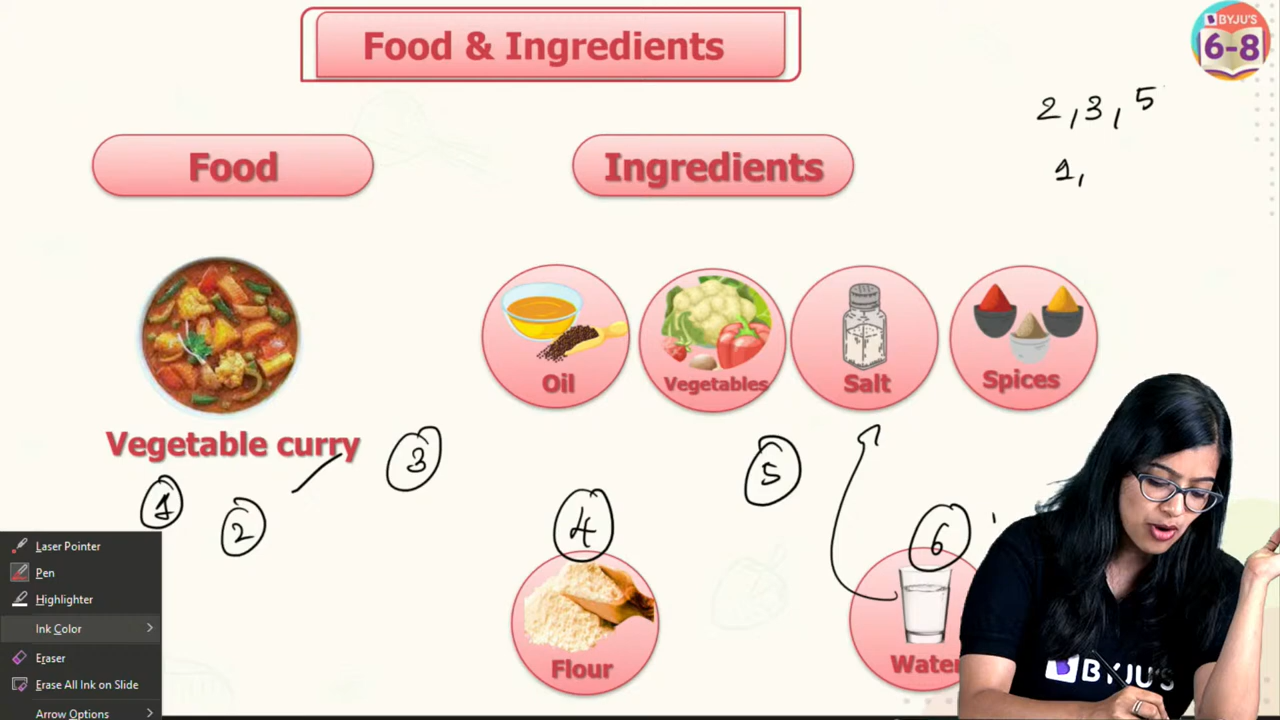 Food & Ingredients
BYJU'S
6-8
2, 3, 5
1,
Food
Ingredients
Oil
Vegetables
Salt
Spices
Vegetable curry
3
5
1
2
4
6
Laser Pointer
Pen
Highlighter
Ink Color
Eraser
Erase All Ink on Slide
Arrow Options
Flour
Water
BYJU'S